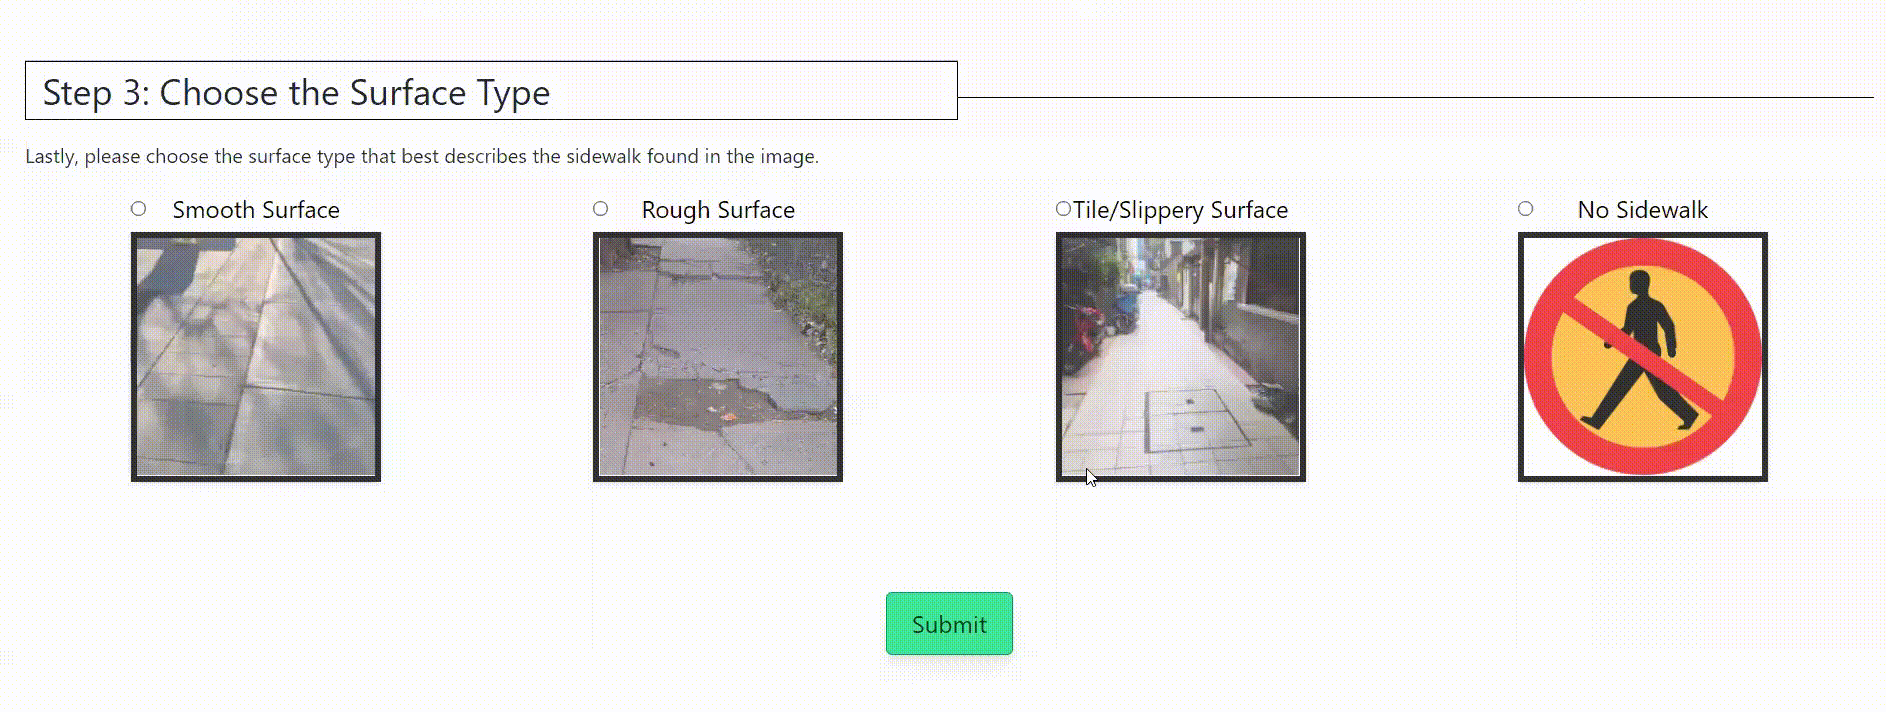 Step 3: Choose the Surface Type
Lastly, please choose the surface type that best describes the sidewalk found in the image.
Smooth Surface
Rough Surface
Tile/Slippery Surface
No Sidewalk
Submit